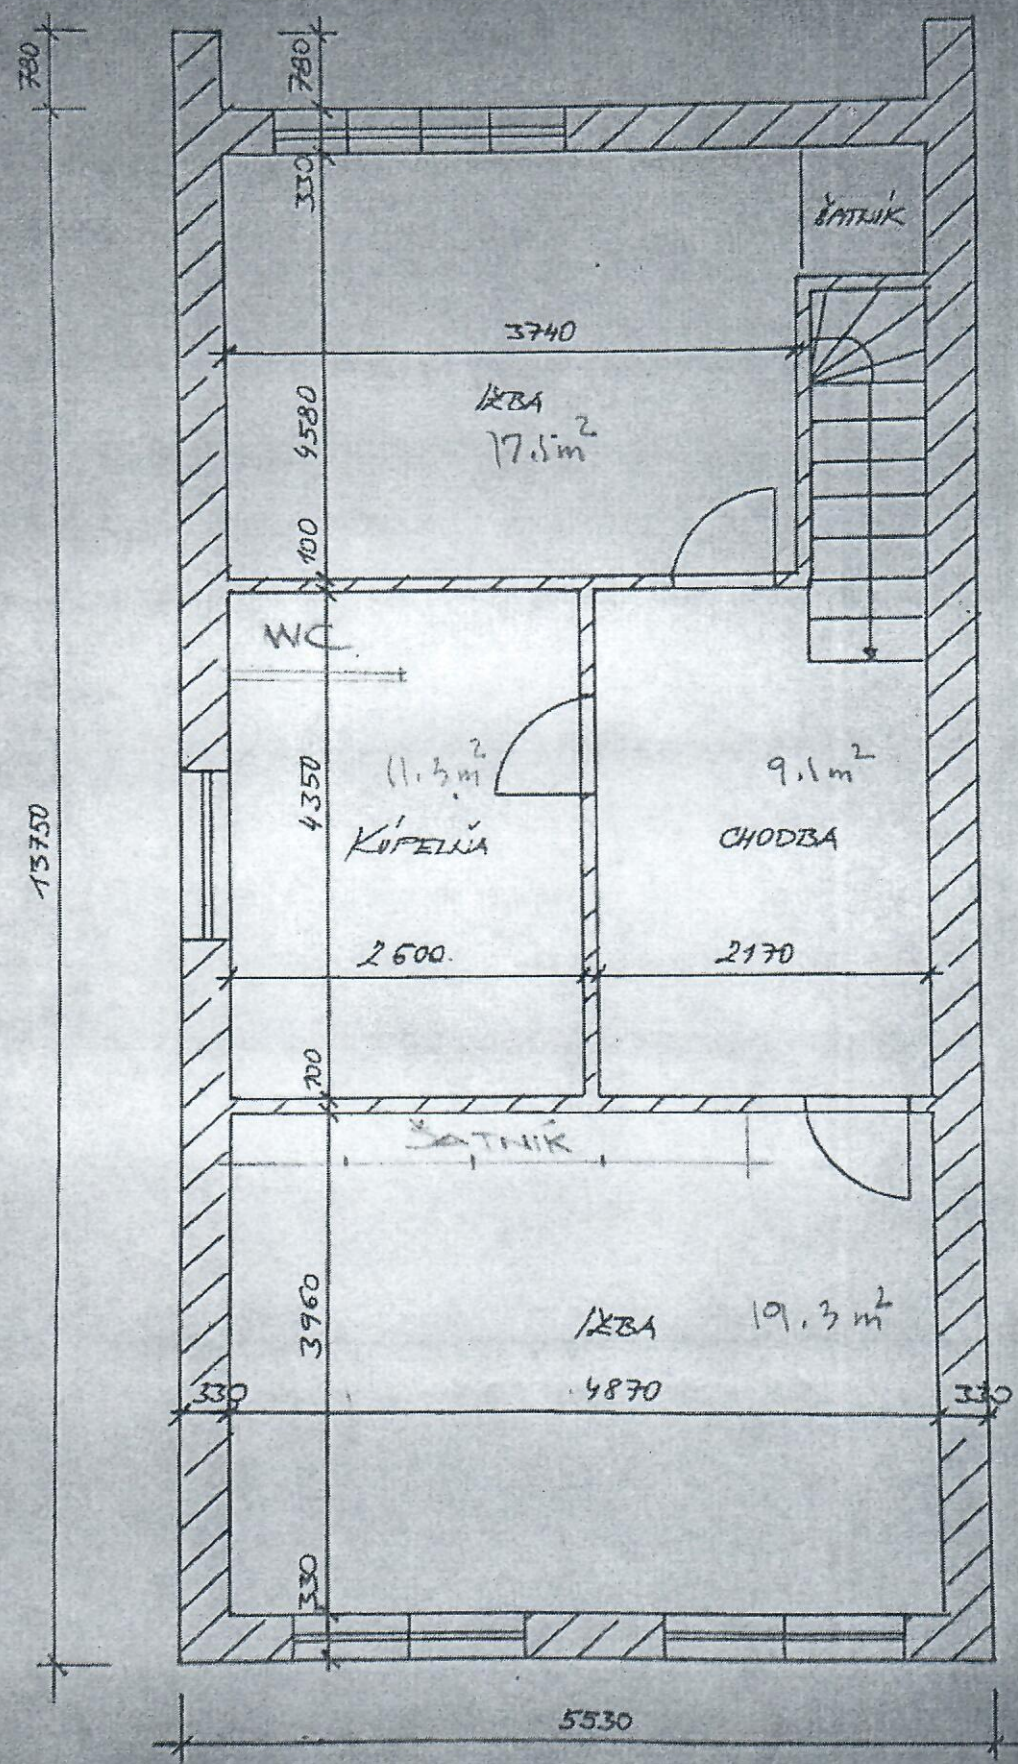 780
780
330
ŠATNÍK
3740
IZBA
17.5m²
4580
100
WC
11.3m²
9.1m²
4350
KÚPEĽŇA
CHODBA
13750
2600
2170
100
ŠATNÍK
3960
IZBA
19.3m²
330
4870
330
330
5530